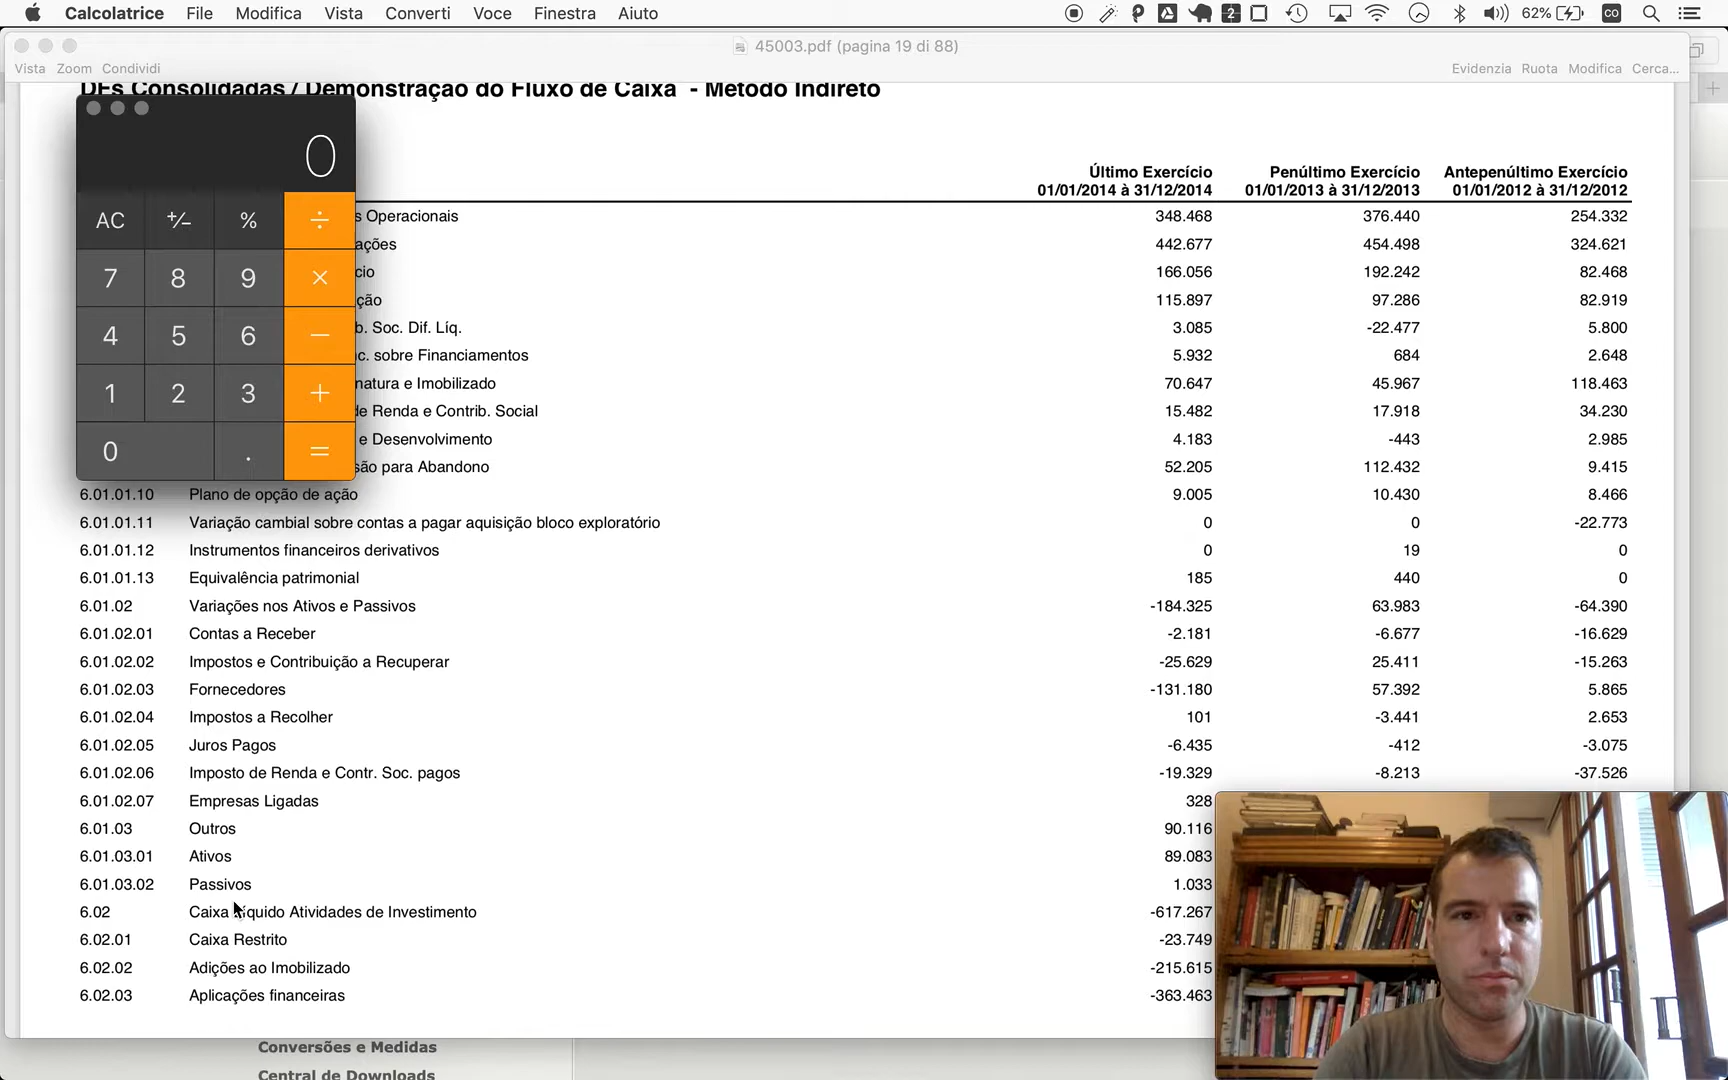 Calcolatrice File Modifica Vista Converti Voce Finestra Aiuto 2 62% CO
45003.pdf (pagina 19 di 88)
Vista Zoom Condividi Evidenzia Ruota Modifica Cerca...
DFs Consolidadas / Demonstração do Fluxo de Caixa - Método Indireto
0
AC +/− % ÷
7 8 9 ×
4 5 6 −
1 2 3 +
0 . =
Último Exercício Penúltimo Exercício Antepenúltimo Exercício
01/01/2014 à 31/12/2014 01/01/2013 à 31/12/2013 01/01/2012 à 31/12/2012
s Operacionais 348.468 376.440 254.332
ações 442.677 454.498 324.621
cio 166.056 192.242 82.468
ção 115.897 97.286 82.919
b. Soc. Dif. Líq. 3.085 -22.477 5.800
c. sobre Financiamentos 5.932 684 2.648
natura e Imobilizado 70.647 45.967 118.463
de Renda e Contrib. Social 15.482 17.918 34.230
e Desenvolvimento 4.183 -443 2.985
são para Abandono 52.205 112.432 9.415
6.01.01.10 Plano de opção de ação 9.005 10.430 8.466
6.01.01.11 Variação cambial sobre contas a pagar aquisição bloco exploratório 0 0 -22.773
6.01.01.12 Instrumentos financeiros derivativos 0 19 0
6.01.01.13 Equivalência patrimonial 185 440 0
6.01.02 Variações nos Ativos e Passivos -184.325 63.983 -64.390
6.01.02.01 Contas a Receber -2.181 -6.677 -16.629
6.01.02.02 Impostos e Contribuição a Recuperar -25.629 25.411 -15.263
6.01.02.03 Fornecedores -131.180 57.392 5.865
6.01.02.04 Impostos a Recolher 101 -3.441 2.653
6.01.02.05 Juros Pagos -6.435 -412 -3.075
6.01.02.06 Imposto de Renda e Contr. Soc. pagos -19.329 -8.213 -37.526
6.01.02.07 Empresas Ligadas 328
6.01.03 Outros 90.116
6.01.03.01 Ativos 89.083
6.01.03.02 Passivos 1.033
6.02 Caixa Líquido Atividades de Investimento -617.267
6.02.01 Caixa Restrito -23.749
6.02.02 Adições ao Imobilizado -215.615
6.02.03 Aplicações financeiras -363.463
Conversões e Medidas
Central de Downloads